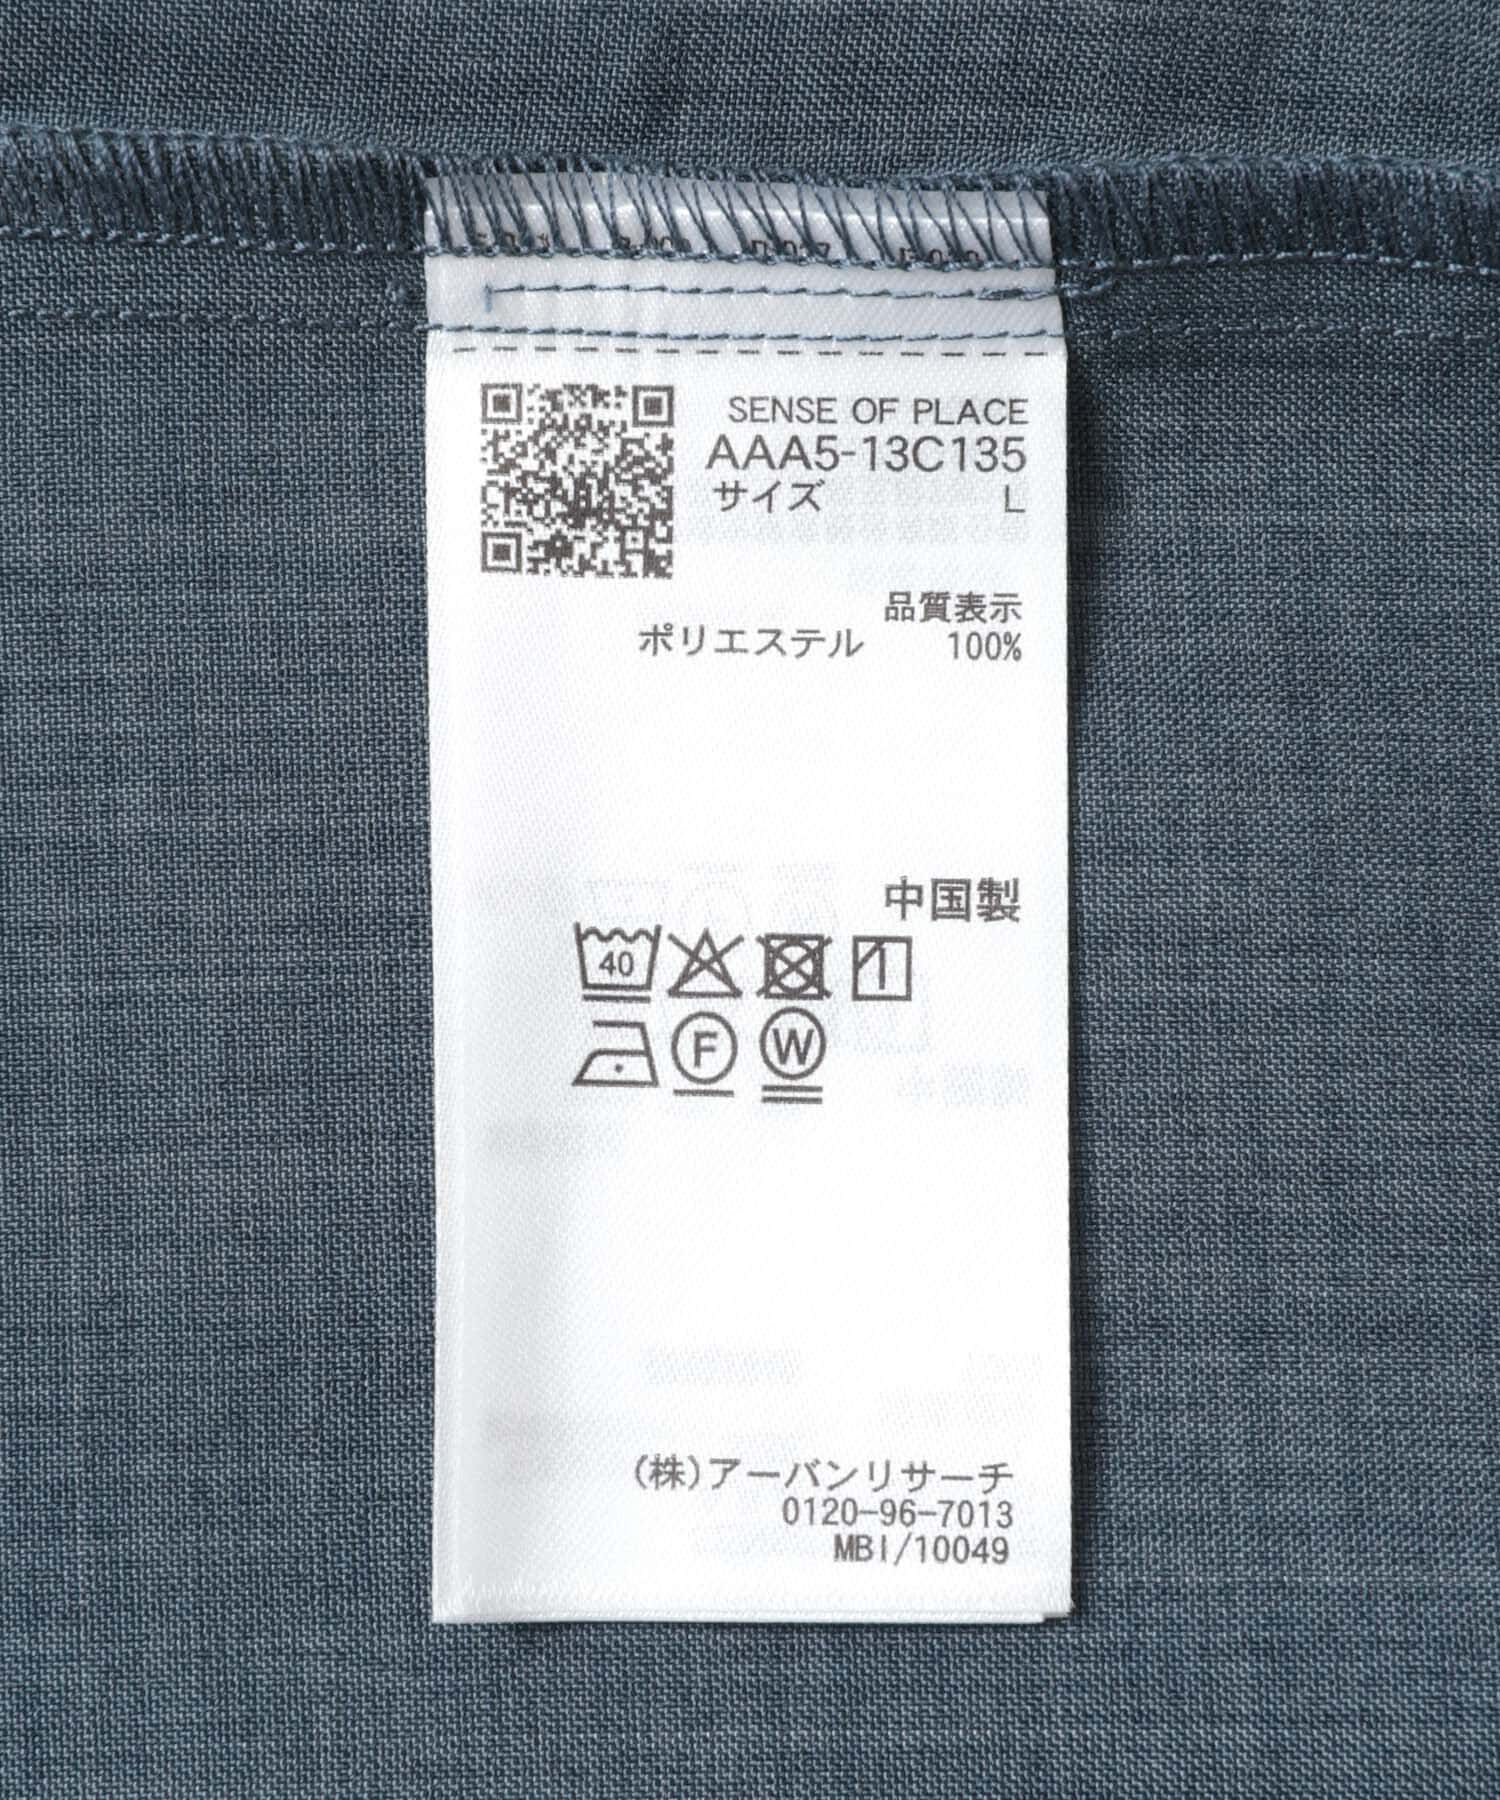 SENSE OF PLACE
AAA5-13C135
サイズ L
品質表示
ポリエステル 100%
中国製
40
F W
(株)アーバンリサーチ
0120-96-7013
MBI/10049